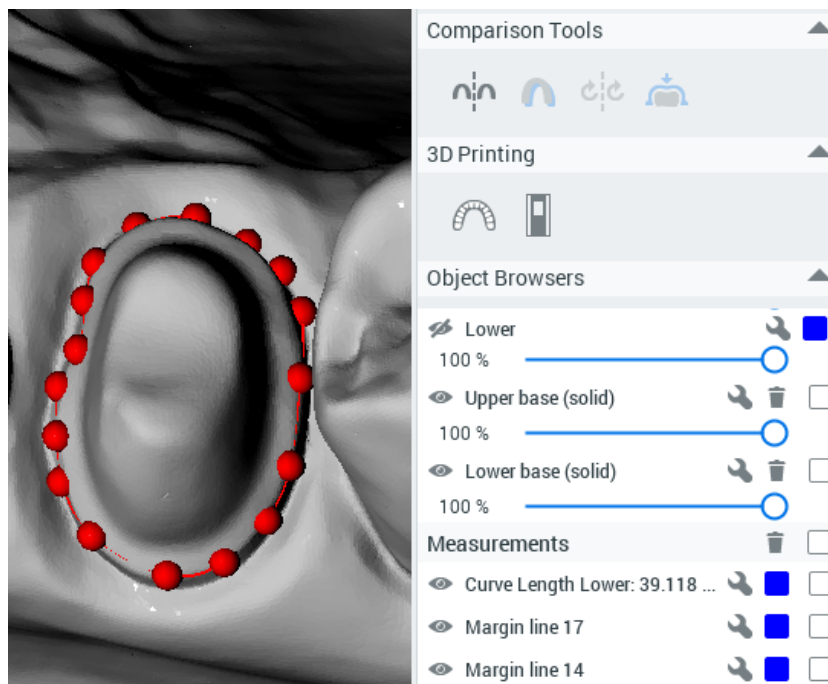 Comparison Tools
3D Printing
Object Browsers
Lower
100 %
Upper base (solid)
100 %
Lower base (solid)
100 %
Measurements
Curve Length Lower: 39.118 ...
Margin line 17
Margin line 14